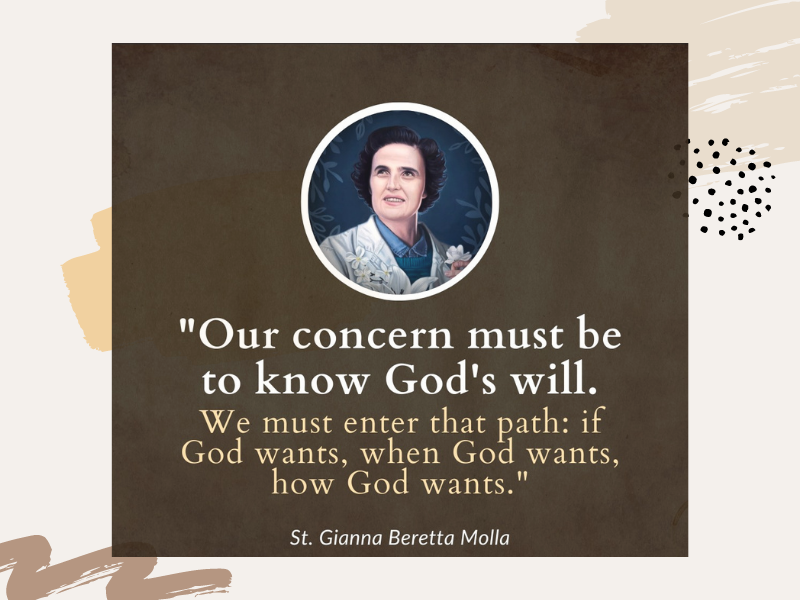 "Our concern must be
to know God's will.
We must enter that path: if
God wants, when God wants,
how God wants."
St. Gianna Beretta Molla